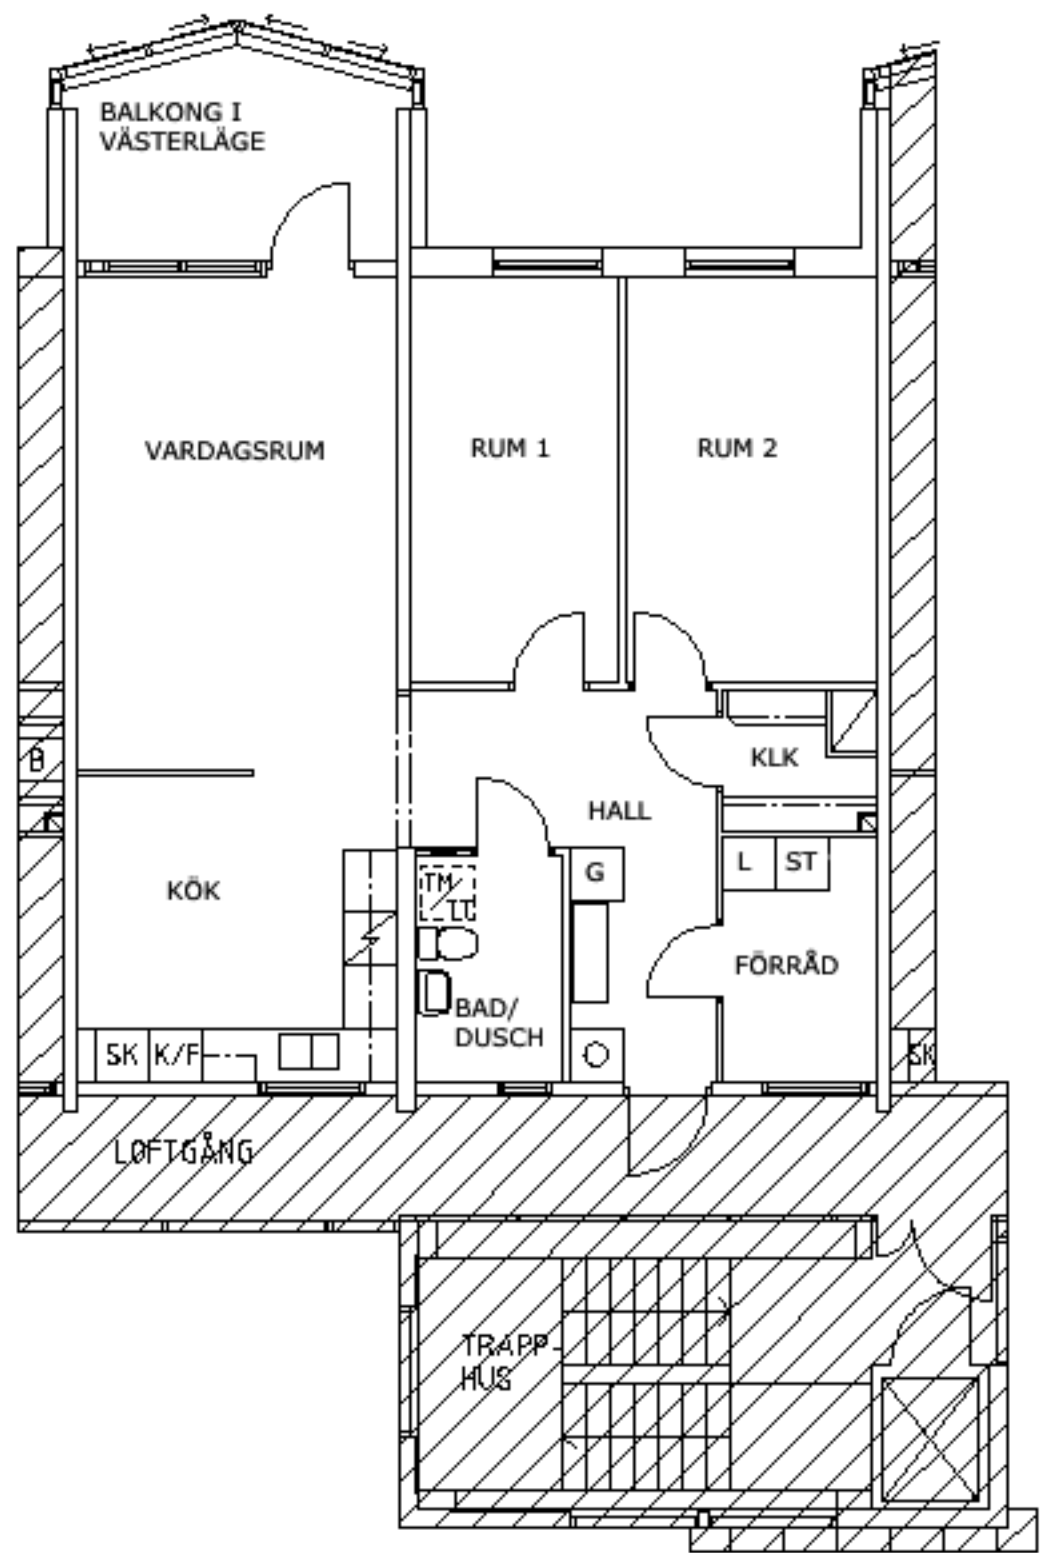 BALKONG I
VÄSTERLÄGE
VARDAGSRUM
RUM 1
RUM 2
B
KLK
HALL
KÖK
TM
TT
G
L
ST
FÖRRÅD
BAD/
DUSCH
SK
K/F
SK
LOFTGÅNG
TRAPP-
HUS